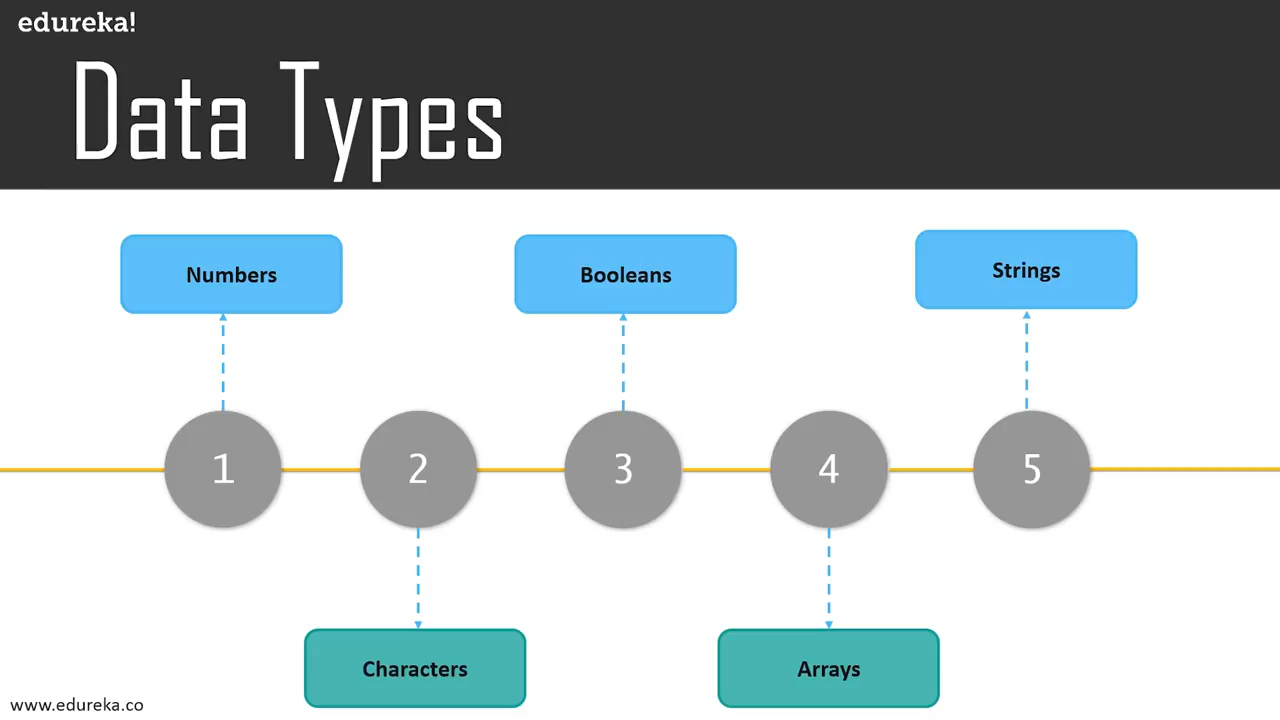 edureka!
Data Types
Numbers
Booleans
Strings
1
2
3
4
5
Characters
Arrays
www.edureka.co